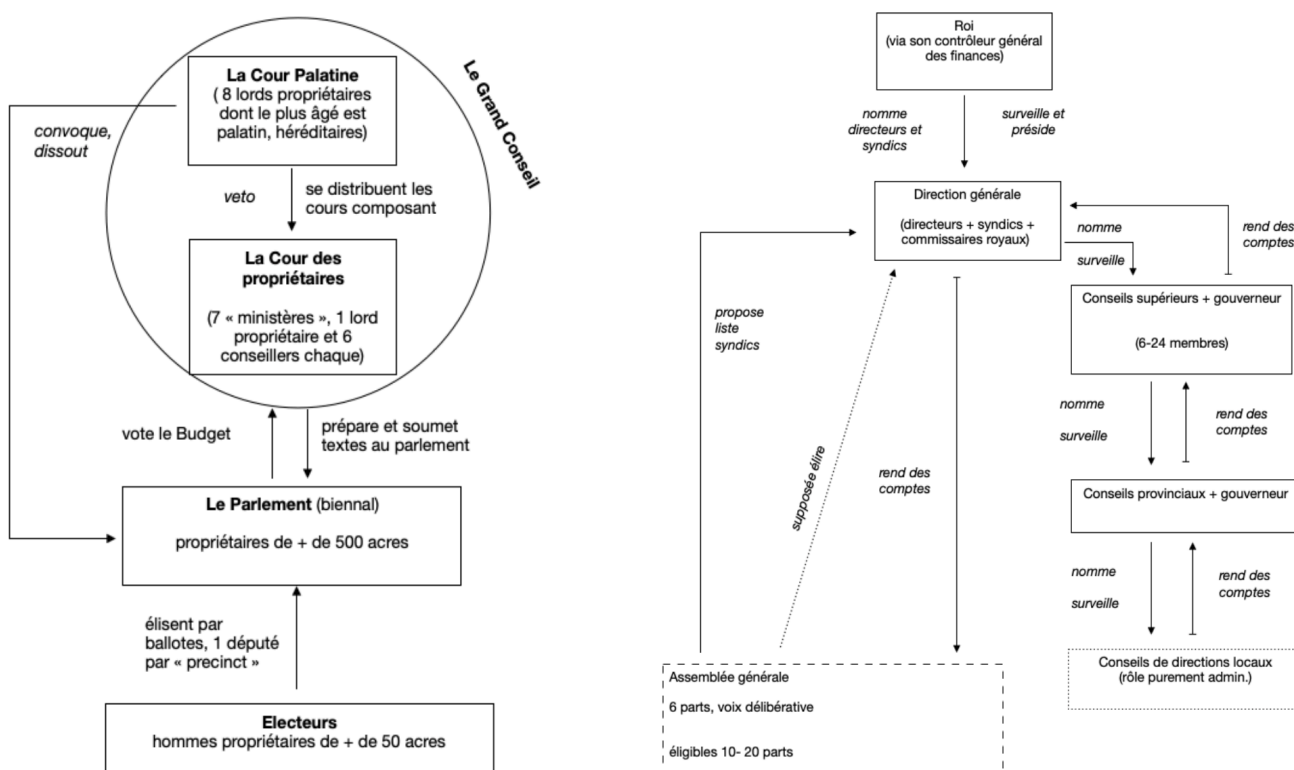 La Cour Palatine
( 8 lords propriétaires
dont le plus âgé est
palatin, héréditaires)
Le Grand Conseil
convoque,
dissout
veto
se distribuent les
cours composant
La Cour des
propriétaires
(7 « ministères », 1 lord
propriétaire et 6
conseillers chaque)
vote le Budget
prépare et soumet
textes au parlement
Le Parlement (biennal)
propriétaires de + de 500 acres
élisent par
ballotes, 1 député
par « precinct »
Electeurs
hommes propriétaires de + de 50 acres
Roi
(via son contrôleur général
des finances)
nomme
directeurs et
syndics
surveille et
préside
Direction générale
(directeurs + syndics +
commissaires royaux)
nomme
surveille
rend des
comptes
Conseils supérieurs + gouverneur
(6-24 membres)
propose
liste
syndics
supposée élire
rend des
comptes
nomme
surveille
rend des
comptes
Conseils provinciaux + gouverneur
nomme
surveille
rend des
comptes
Conseils de directions locaux
(rôle purement admin.)
Assemblée générale
6 parts, voix délibérative
éligibles 10- 20 parts